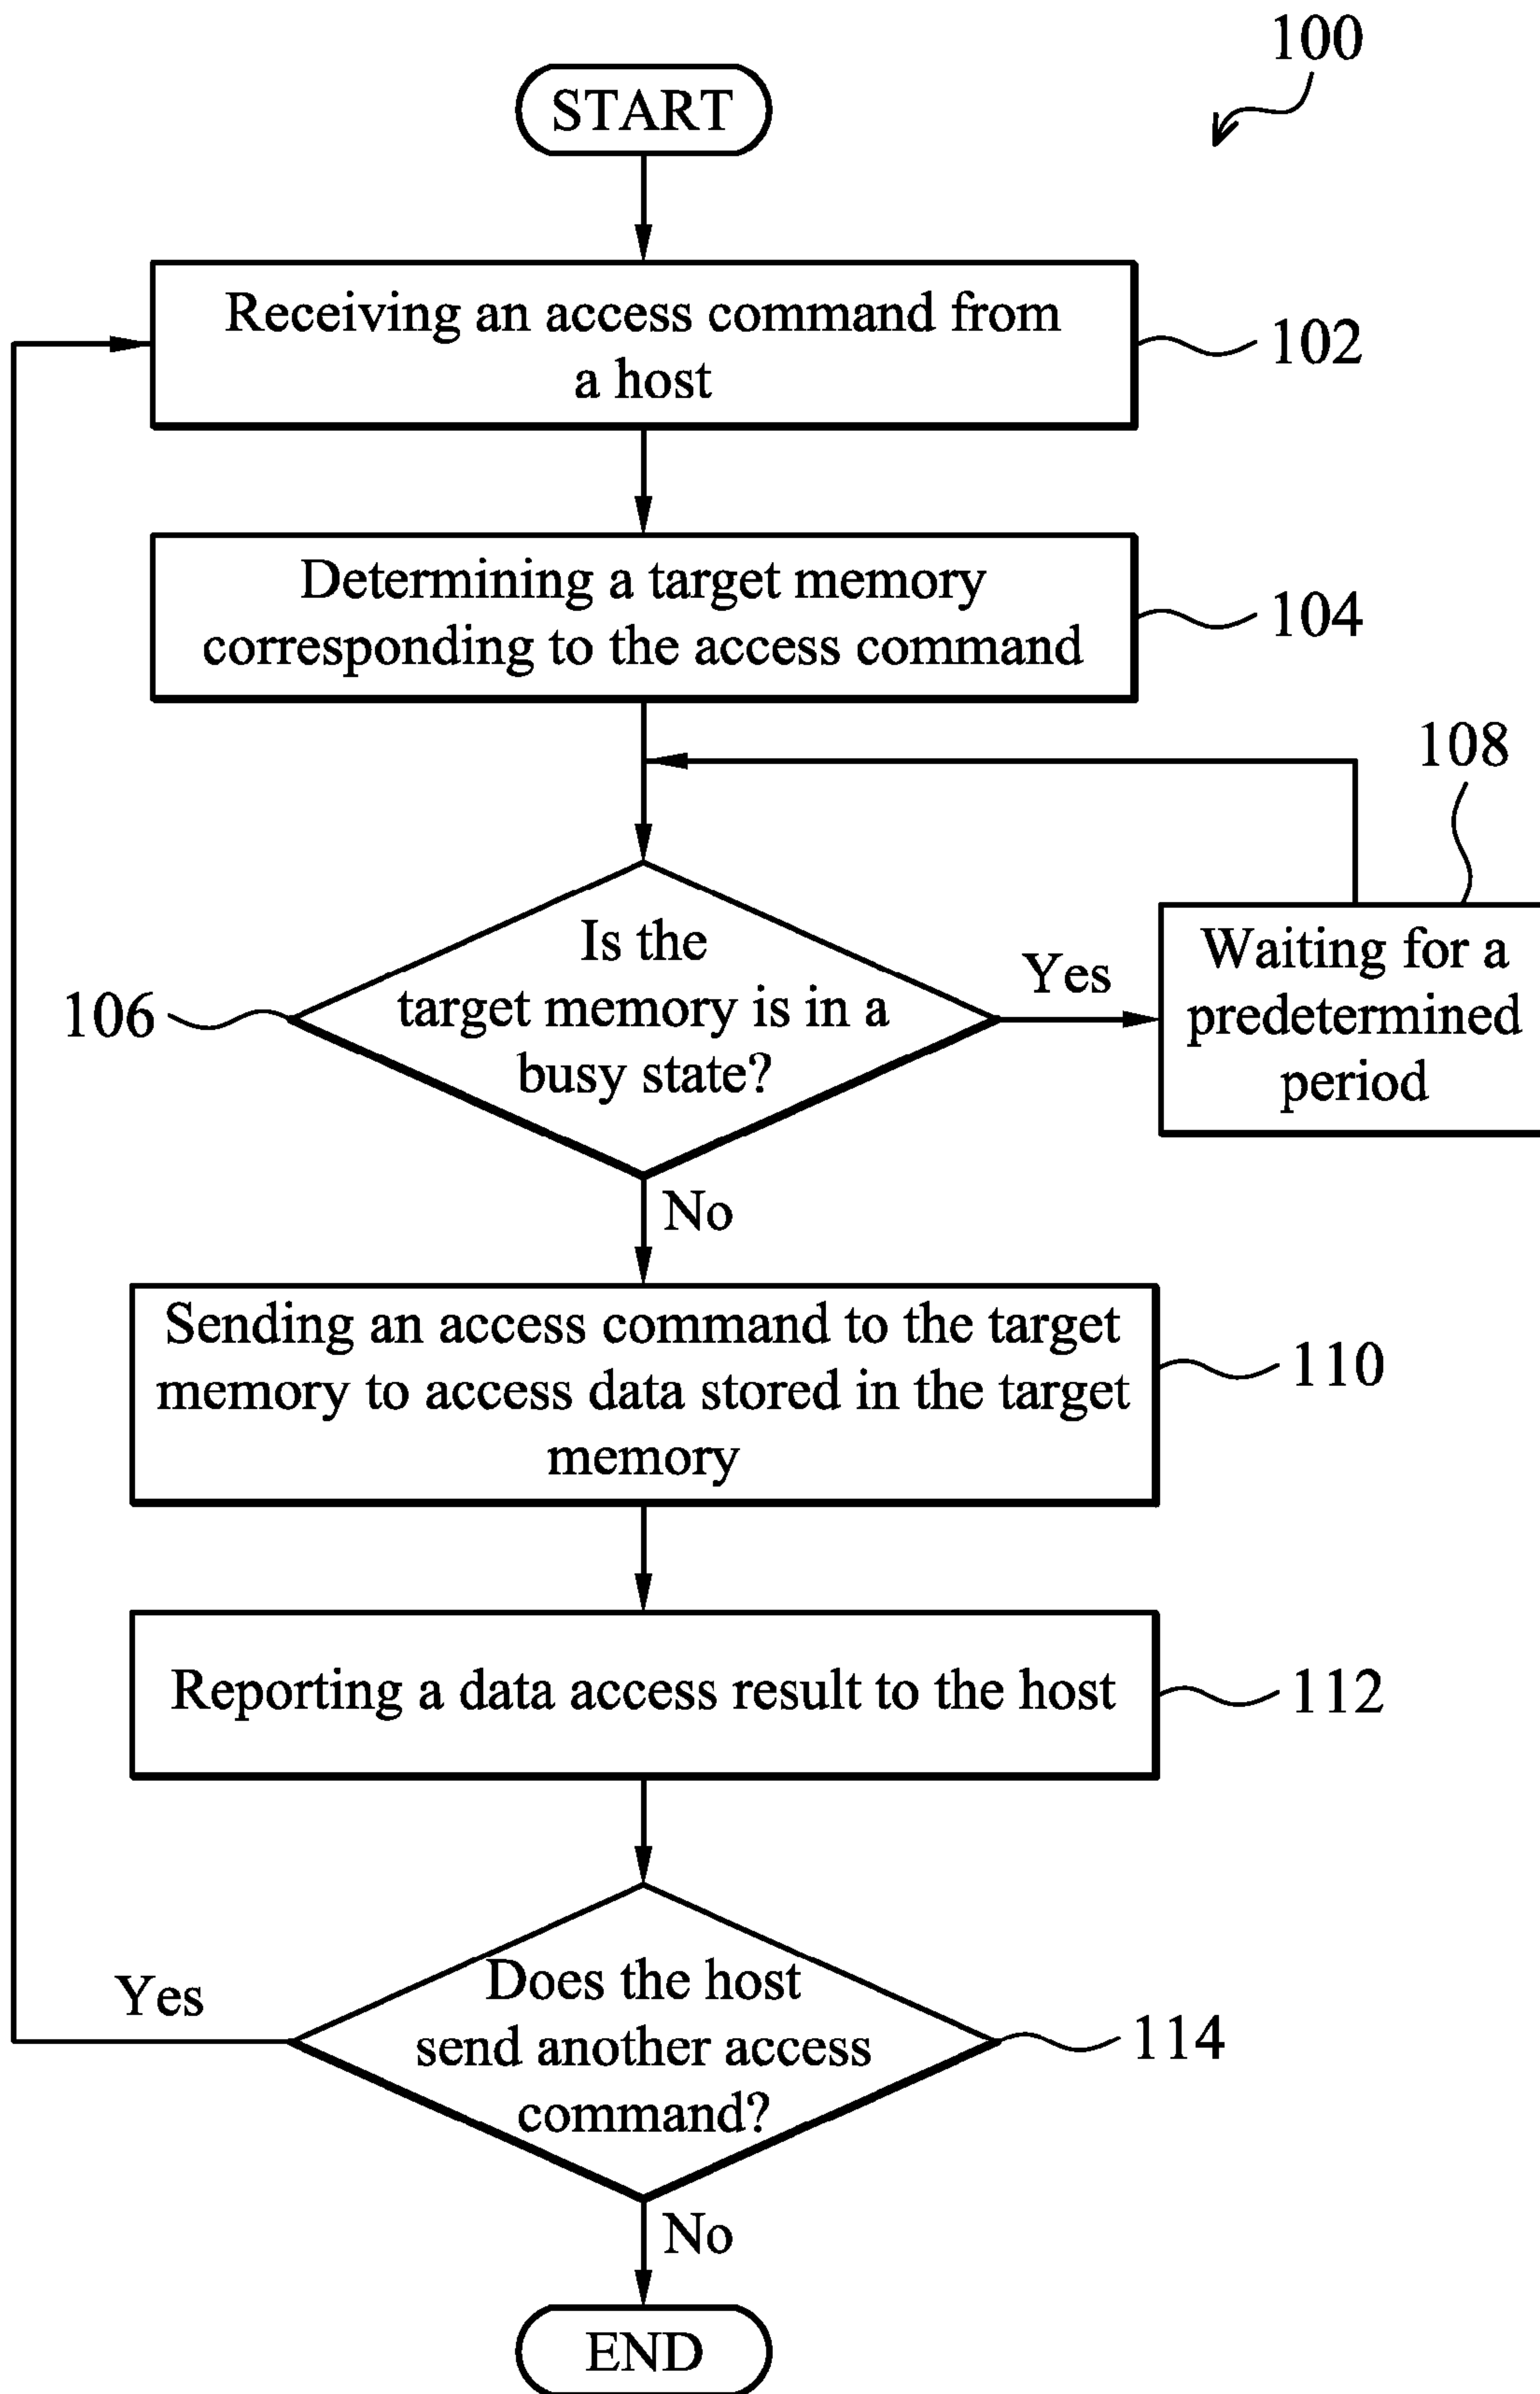 100
START
Receiving an access command from
a host
102
Determining a target memory
corresponding to the access command
104
108
Is the
target memory is in a
busy state?
106
Yes
Waiting for a
predetermined
period
No
Sending an access command to the target
memory to access data stored in the target
memory
110
Reporting a data access result to the host
112
Does the host
send another access
command?
Yes
114
No
END